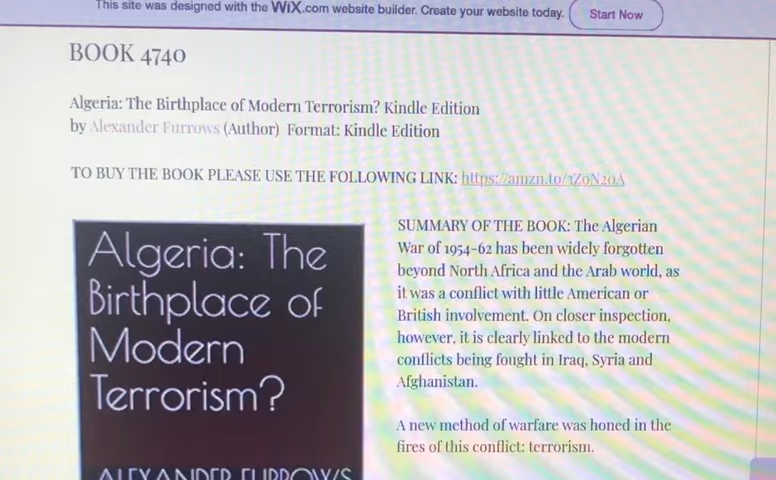 This site was designed with the WiX.com website builder. Create your website today. Start Now
BOOK 4740
Algeria: The Birthplace of Modern Terrorism? Kindle Edition
by Alexander Furrows (Author) Format: Kindle Edition
TO BUY THE BOOK PLEASE USE THE FOLLOWING LINK: https://amzn.to/3Z0N20A
Algeria: The
Birthplace of
Modern
Terrorism?
ALEXANDER FURROWS
SUMMARY OF THE BOOK: The Algerian
War of 1954-62 has been widely forgotten
beyond North Africa and the Arab world, as
it was a conflict with little American or
British involvement. On closer inspection,
however, it is clearly linked to the modern
conflicts being fought in Iraq, Syria and
Afghanistan.
A new method of warfare was honed in the
fires of this conflict: terrorism.